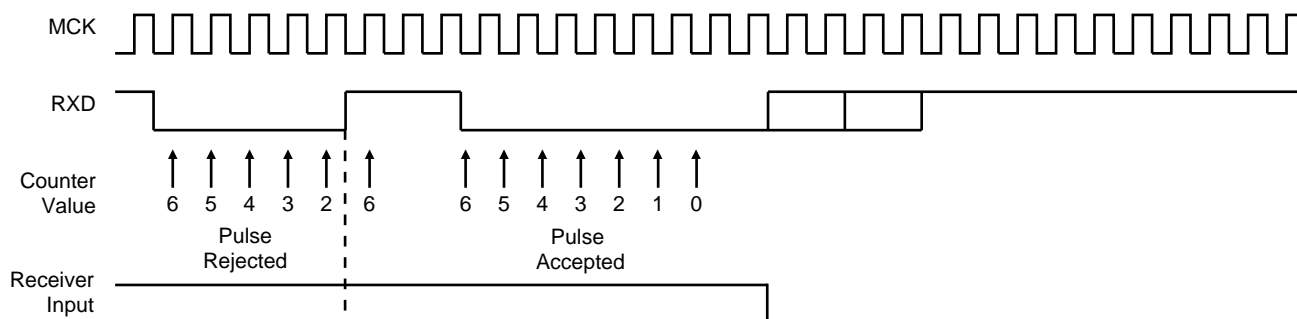 MCK
RXD
Counter
Value
6 5 4 3 2 6 6 5 4 3 2 1 0
Pulse
Rejected
Pulse
Accepted
Receiver
Input